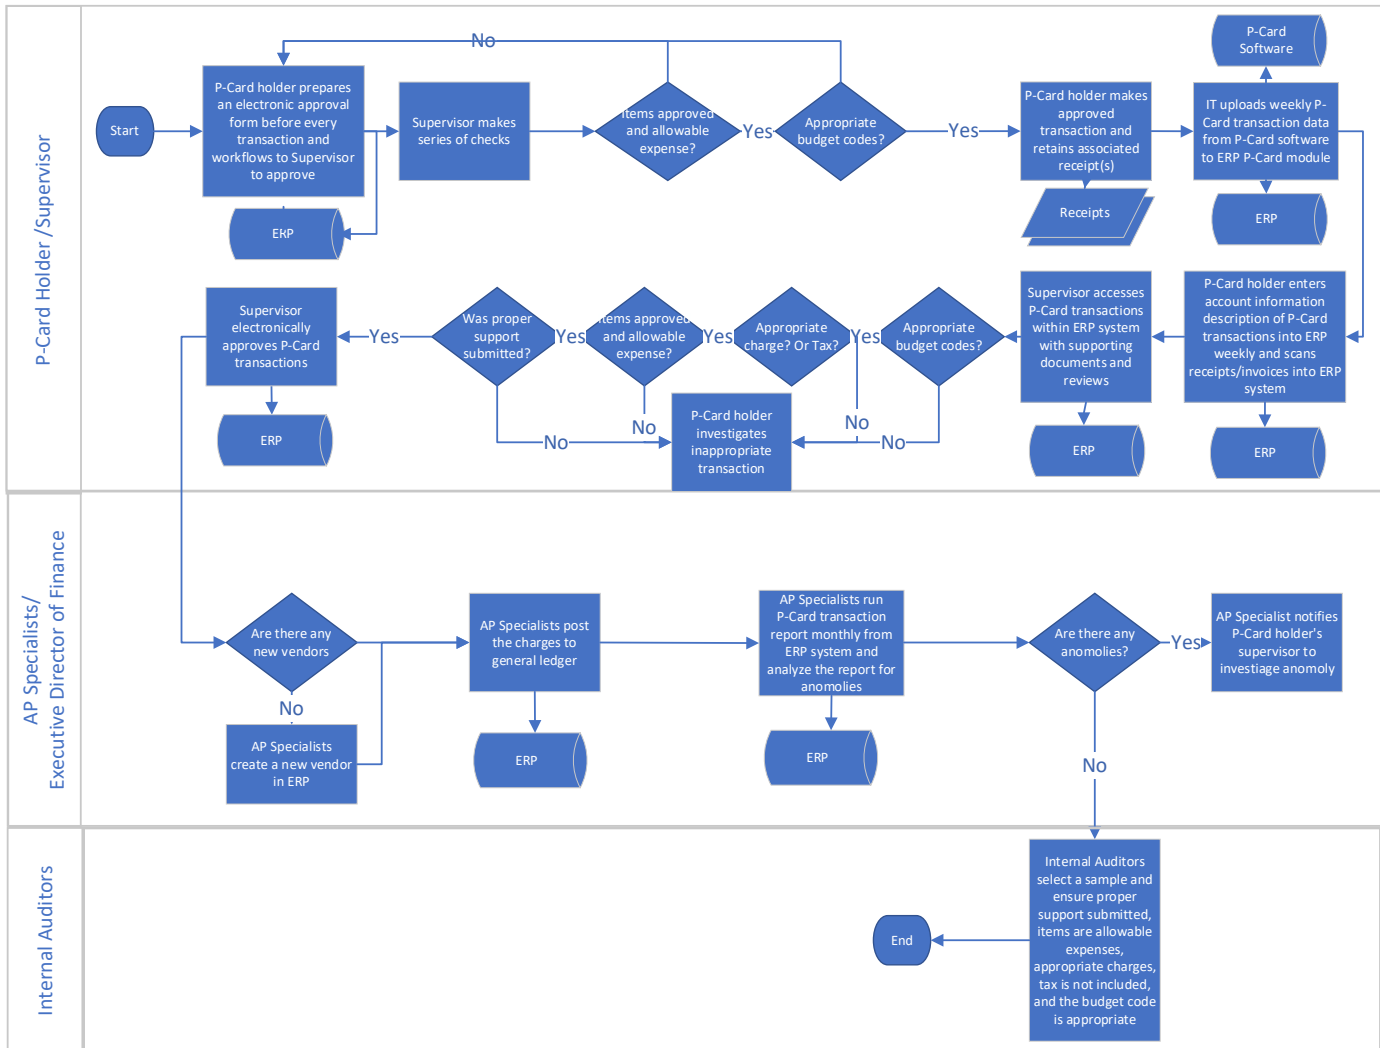 P-Card Holder /Supervisor
No
Start
P-Card holder prepares
an electronic approval
form before every
transaction and
workflows to Supervisor
to approve
ERP
Supervisor makes
series of checks
Items approved
and allowable
expense?
Yes
Appropriate
budget codes?
Yes
P-Card holder makes
approved
transaction and
retains associated
receipt(s)
Receipts
P-Card
Software
IT uploads weekly P-
Card transaction data
from P-Card software
to ERP P-Card module
ERP
P-Card holder enters
account information
description of P-Card
transactions into ERP
weekly and scans
receipts/invoices into ERP
system
ERP
Supervisor accesses
P-Card transactions
within ERP system
with supporting
documents and
reviews
ERP
Appropriate
budget codes?
Yes
No
Appropriate
charge? Or Tax?
Yes
No
Items approved
and allowable
expense?
Yes
No
Was proper
support
submitted?
Yes
No
P-Card holder
investigates
inappropriate
transaction
Supervisor
electronically
approves P-Card
transactions
ERP
AP Specialists/
Executive Director of Finance
Are there any
new vendors
No
AP Specialists
create a new vendor
in ERP
AP Specialists post
the charges to
general ledger
ERP
AP Specialists run
P-Card transaction
report monthly from
ERP system and
analyze the report for
anomolies
ERP
Are there any
anomolies?
Yes
AP Specialist notifies
P-Card holder's
supervisor to
investiage anomoly
No
Internal Auditors
Internal Auditors
select a sample and
ensure proper
support submitted,
items are allowable
expenses,
appropriate charges,
tax is not included,
and the budget code
is appropriate
End